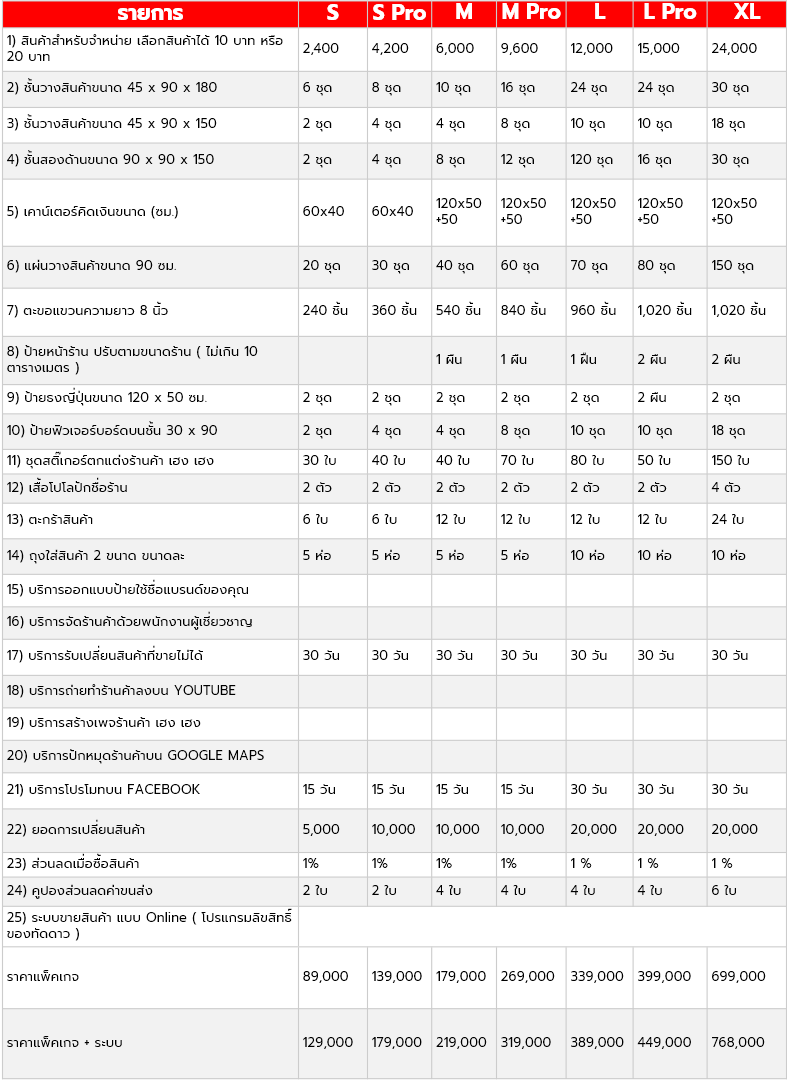 รายการ S S Pro M M Pro L L Pro XL
1) สินค้าสำหรับจำหน่าย เลือกสินค้าได้ 10 บาท หรือ
20 บาท 2,400 4,200 6,000 9,600 12,000 15,000 24,000
2) ชั้นวางสินค้าขนาด 45 x 90 x 180 6 ชุด 8 ชุด 10 ชุด 16 ชุด 24 ชุด 24 ชุด 30 ชุด
3) ชั้นวางสินค้าขนาด 45 x 90 x 150 2 ชุด 4 ชุด 4 ชุด 8 ชุด 10 ชุด 10 ชุด 18 ชุด
4) ชั้นสองด้านขนาด 90 x 90 x 150 2 ชุด 4 ชุด 8 ชุด 12 ชุด 120 ชุด 16 ชุด 30 ชุด
5) เคาน์เตอร์คิดเงินขนาด (ซม.) 60x40 60x40 120x50 120x50 120x50 120x50 120x50
+50 +50 +50 +50 +50
6) แผ่นวางสินค้าขนาด 90 ซม. 20 ชุด 30 ชุด 40 ชุด 60 ชุด 70 ชุด 80 ชุด 150 ชุด
7) ตะขอแขวนความยาว 8 นิ้ว 240 ชิ้น 360 ชิ้น 540 ชิ้น 840 ชิ้น 960 ชิ้น 1,020 ชิ้น 1,020 ชิ้น
8) ป้ายหน้าร้าน ปรับตามขนาดร้าน ( ไม่เกิน 10
ตารางเมตร ) 1 ผืน 1 ผืน 1 ฝืน 2 ผืน 2 ผืน
9) ป้ายธงญี่ปุ่นขนาด 120 x 50 ซม. 2 ชุด 2 ชุด 2 ชุด 2 ชุด 2 ชุด 2 ผืน 2 ชุด
10) ป้ายฟิวเจอร์บอร์ดบนชั้น 30 x 90 2 ชุด 4 ชุด 4 ชุด 8 ชุด 10 ชุด 10 ชุด 18 ชุด
11) ชุดสติ๊กเกอร์ตกแต่งร้านค้า เฮง เฮง 30 ใบ 40 ใบ 40 ใบ 70 ใบ 80 ใบ 50 ใบ 150 ใบ
12) เสื้อโปโลปักชื่อร้าน 2 ตัว 2 ตัว 2 ตัว 2 ตัว 2 ตัว 2 ตัว 4 ตัว
13) ตะกร้าสินค้า 6 ใบ 6 ใบ 12 ใบ 12 ใบ 12 ใบ 12 ใบ 24 ใบ
14) ถุงใส่สินค้า 2 ขนาด ขนาดละ 5 ห่อ 5 ห่อ 5 ห่อ 5 ห่อ 10 ห่อ 10 ห่อ 10 ห่อ
15) บริการออกแบบป้ายใช้ชื่อแบรนด์ของคุณ
16) บริการจัดร้านค้าด้วยพนักงานผู้เชี่ยวชาญ
17) บริการรับเปลี่ยนสินค้าที่ขายไม่ได้ 30 วัน 30 วัน 30 วัน 30 วัน 30 วัน 30 วัน 30 วัน
18) บริการถ่ายทำร้านค้าลงบน YOUTUBE
19) บริการสร้างเพจร้านค้า เฮง เฮง
20) บริการปักหมุดร้านค้าบน GOOGLE MAPS
21) บริการโปรโมทบน FACEBOOK 15 วัน 15 วัน 15 วัน 15 วัน 30 วัน 30 วัน 30 วัน
22) ยอดการเปลี่ยนสินค้า 5,000 10,000 10,000 10,000 20,000 20,000 20,000
23) ส่วนลดเมื่อซื้อสินค้า 1% 1% 1% 1% 1 % 1 % 1 %
24) คูปองส่วนลดค่าขนส่ง 2 ใบ 2 ใบ 4 ใบ 4 ใบ 4 ใบ 4 ใบ 6 ใบ
25) ระบบขายสินค้า แบบ Online ( โปรแกรมลิขสิทธิ์
ของทัดดาว )
ราคาแพ็คเกจ 89,000 139,000 179,000 269,000 339,000 399,000 699,000
ราคาแพ็คเกจ + ระบบ 129,000 179,000 219,000 319,000 389,000 449,000 768,000